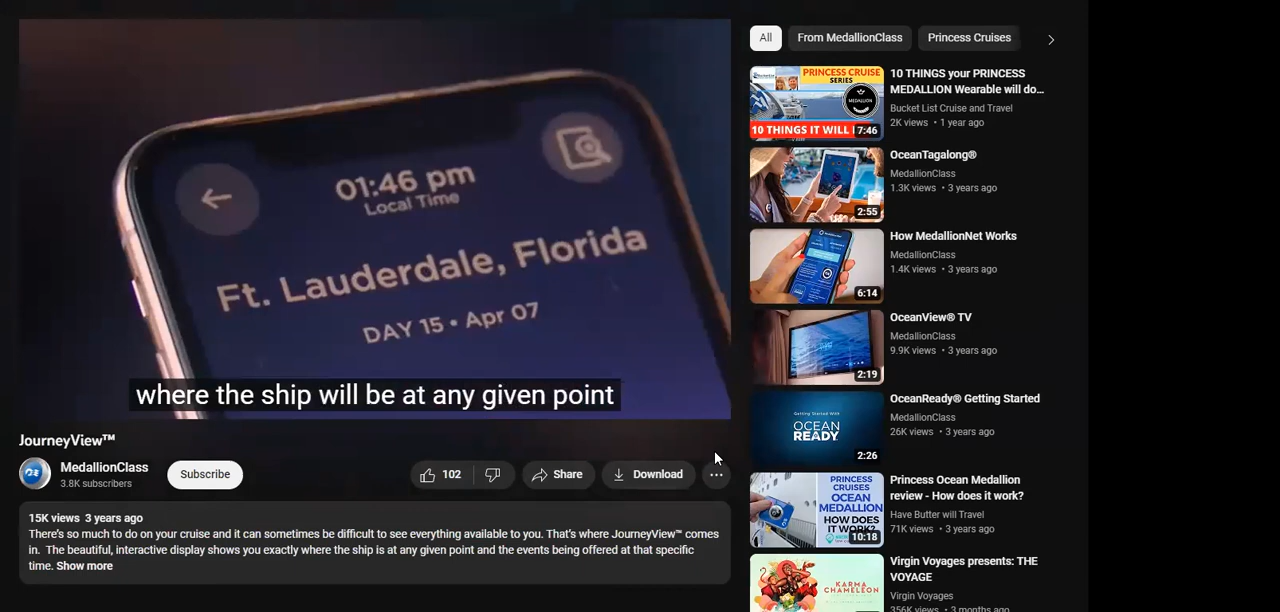 01:46 pm
Local Time
Ft. Lauderdale, Florida
DAY 15 • Apr 07
where the ship will be at any given point
JourneyView™
MedallionClass
3.8K subscribers
Subscribe
102
Share
Download
15K views 3 years ago
There's so much to do on your cruise and it can sometimes be difficult to see everything available to you. That's where JourneyView™ comes
in. The beautiful, interactive display shows you exactly where the ship is at any given point and the events being offered at that specific
time. Show more
All
From MedallionClass
Princess Cruises
PRINCESS CRUISE
SERIES
MEDALLION
10 THINGS IT WILL
7:46
10 THINGS your PRINCESS
MEDALLION Wearable will do...
Bucket List Cruise and Travel
2K views • 1 year ago
2:55
OceanTagalong®
MedallionClass
1.3K views • 3 years ago
6:14
How MedallionNet Works
MedallionClass
1.4K views • 3 years ago
2:19
OceanView® TV
MedallionClass
9.9K views • 3 years ago
Getting Started With
OCEAN
READY
2:26
OceanReady® Getting Started
MedallionClass
26K views • 3 years ago
PRINCESS
CRUISES
OCEAN
MEDALLION
HOW DOES
IT WORK?
10:18
Princess Ocean Medallion
review - How does it work?
Have Butter will Travel
71K views • 3 years ago
KARMA
CHAMELEON
Virgin Voyages presents: THE
VOYAGE
Virgin Voyages
356K views • 3 months ago